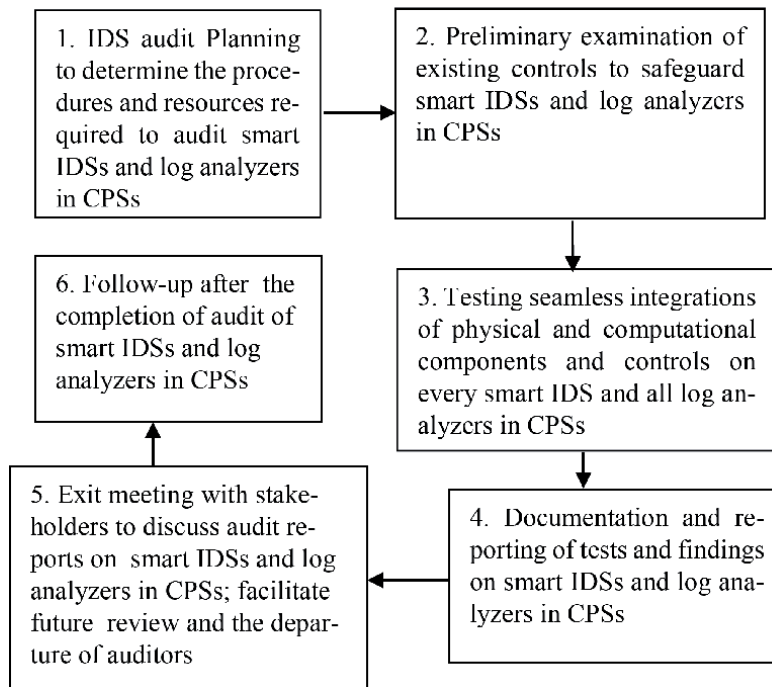 1. IDS audit Planning
to determine the proce-
dures and resources re-
quired to audit smart
IDSs and log analyzers
in CPSs
2. Preliminary examination of
existing controls to safeguard
smart IDSs and log analyzers
in CPSs
3. Testing seamless integrations
of physical and computational
components and controls on
every smart IDS and all log an-
alyzers in CPSs
4. Documentation and re-
porting of tests and findings
on smart IDSs and log ana-
lyzers in CPSs
5. Exit meeting with stake-
holders to discuss audit re-
ports on smart IDSs and log
analyzers in CPSs; facilitate
future review and the depar-
ture of auditors
6. Follow-up after the
completion of audit of
smart IDSs and log
analyzers in CPSs